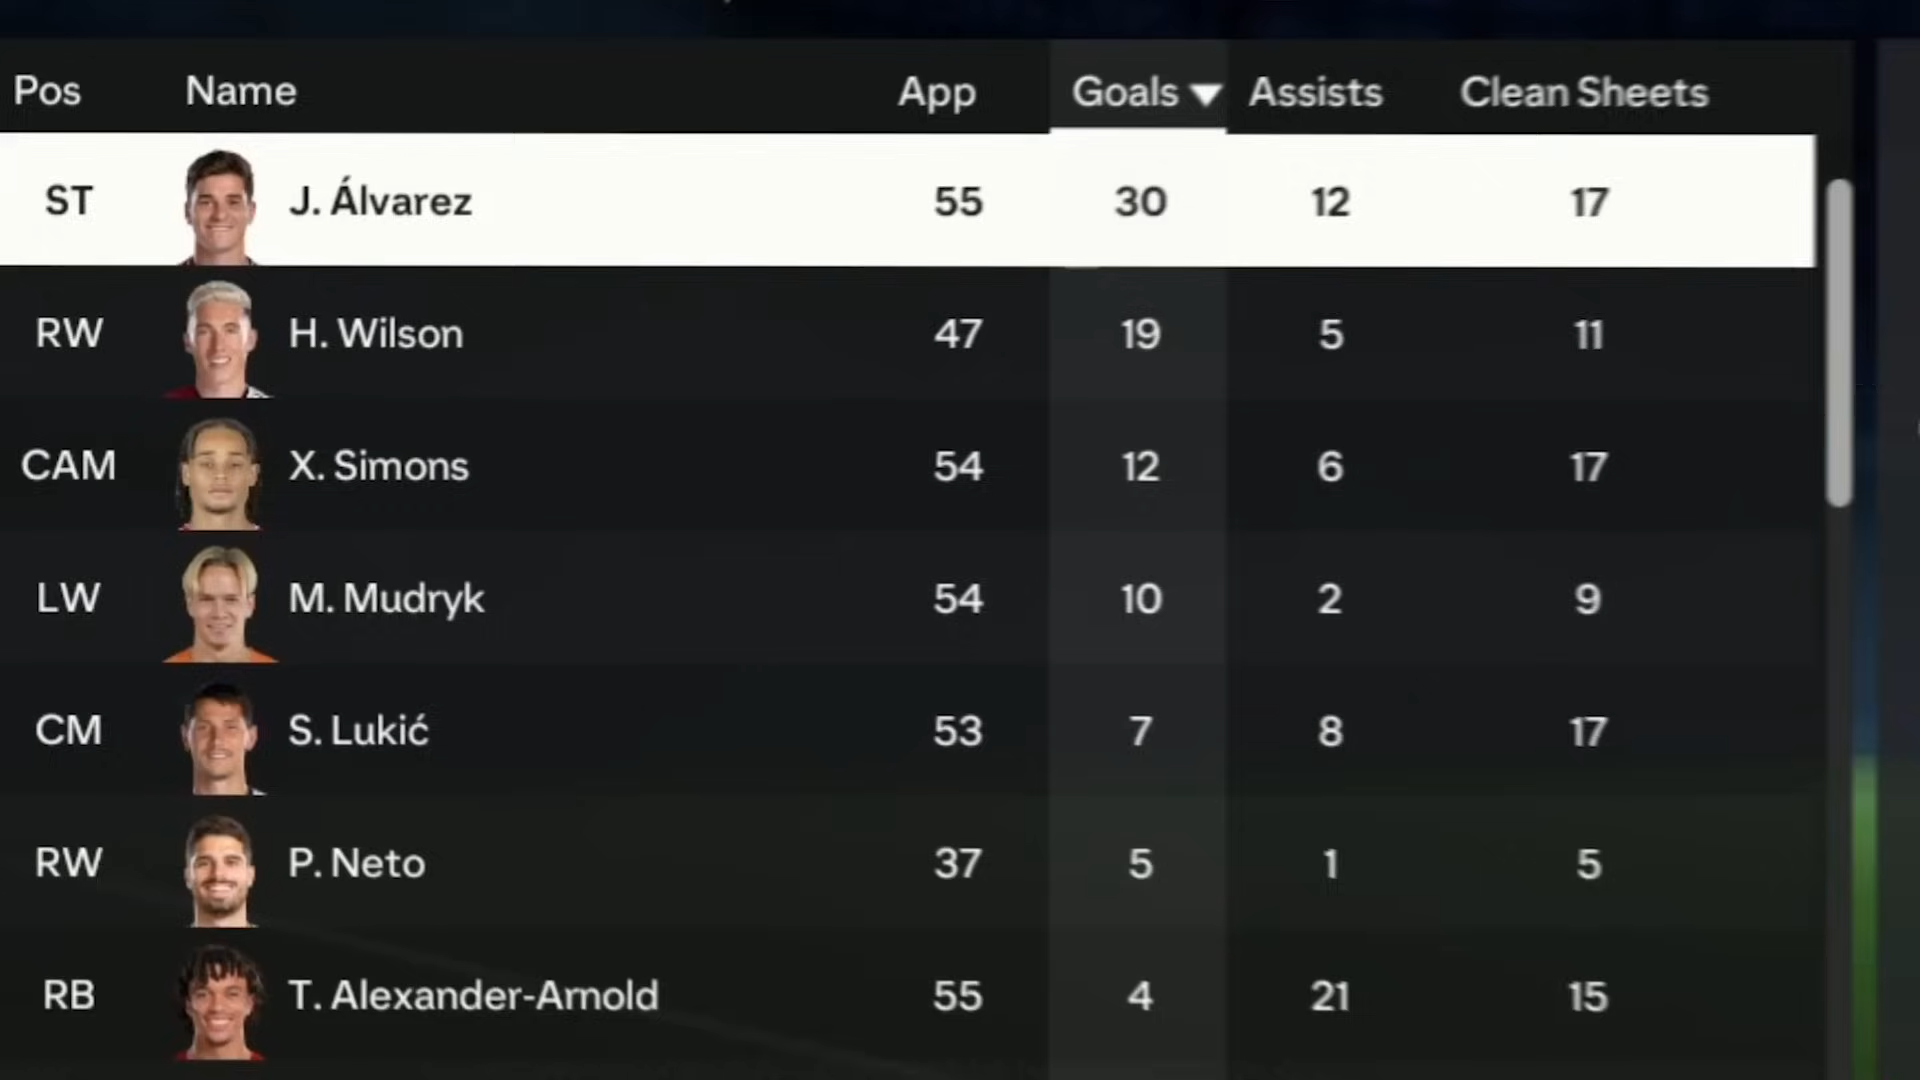 Pos Name App Goals Assists Clean Sheets
ST J. Álvarez 55 30 12 17
RW H. Wilson 47 19 5 11
CAM X. Simons 54 12 6 17
LW M. Mudryk 54 10 2 9
CM S. Lukić 53 7 8 17
RW P. Neto 37 5 1 5
RB T. Alexander-Arnold 55 4 21 15